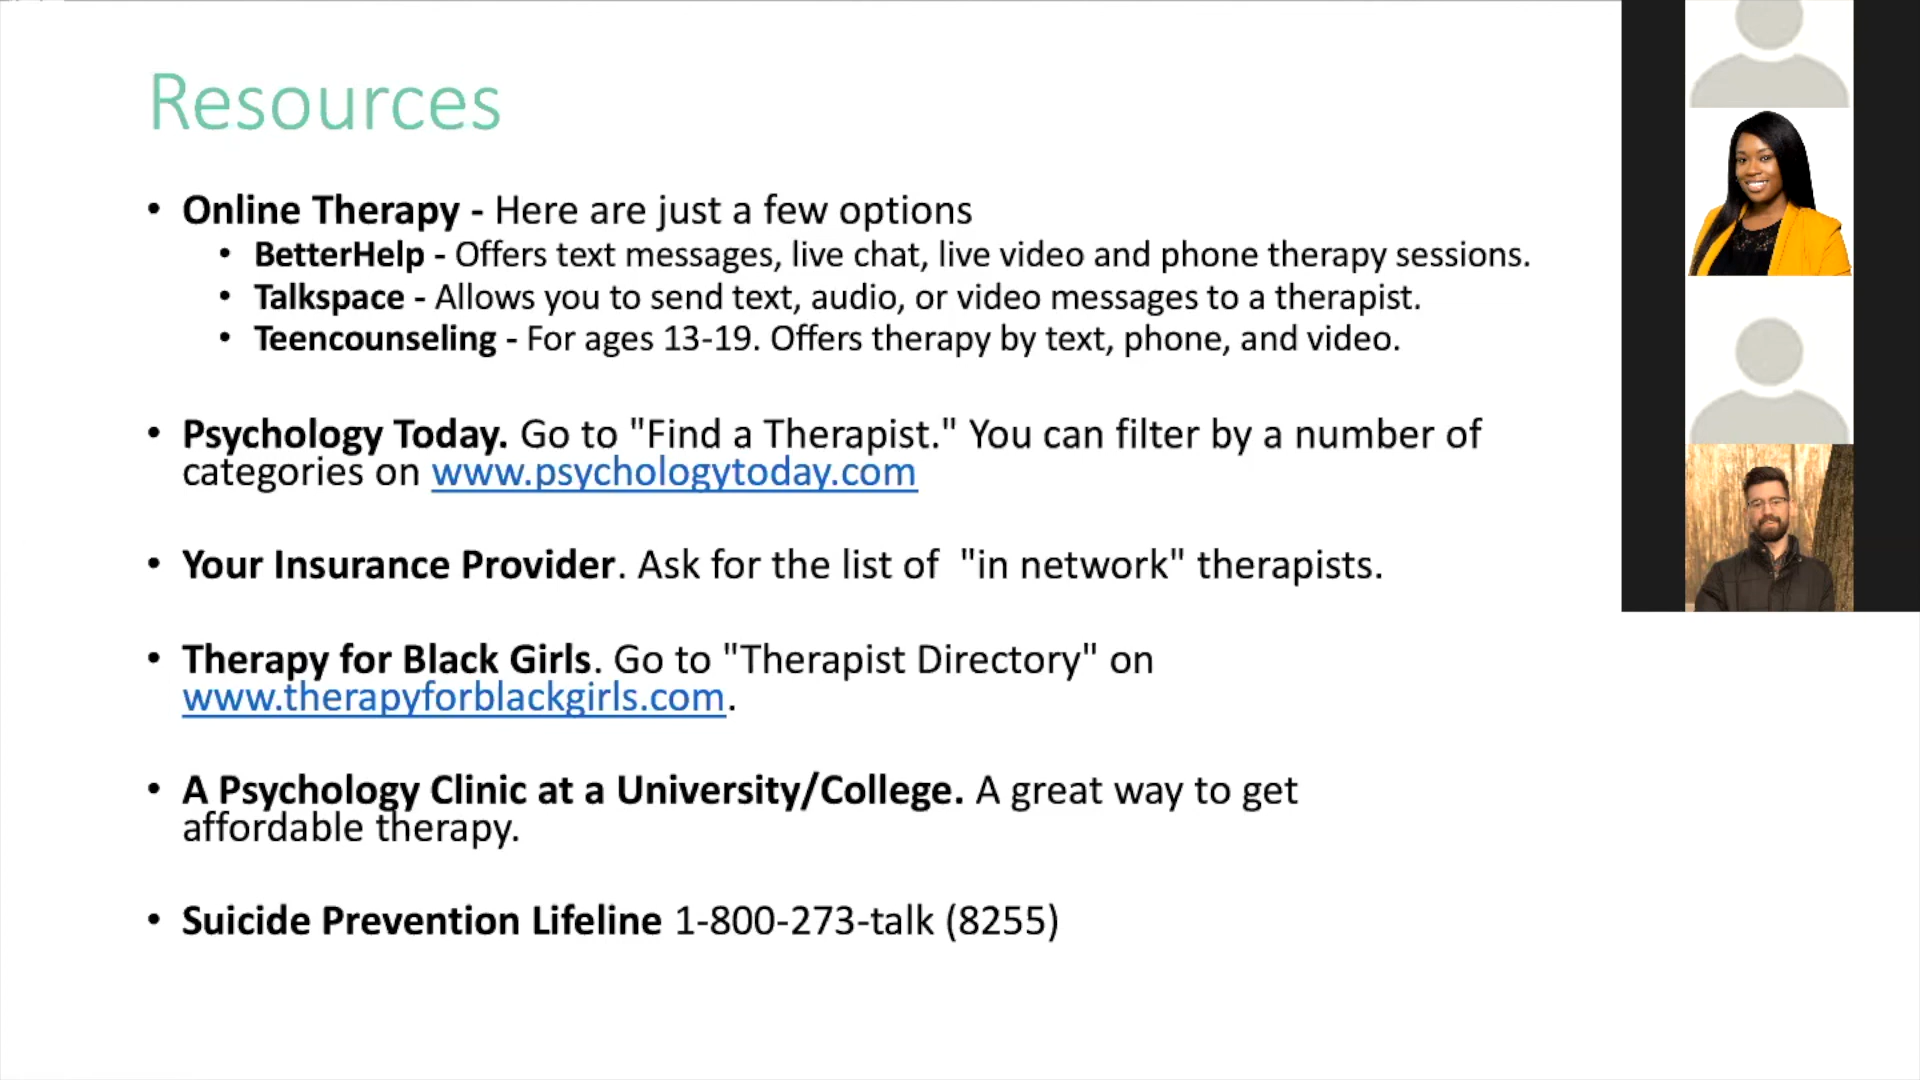 Resources
• Online Therapy - Here are just a few options
• BetterHelp - Offers text messages, live chat, live video and phone therapy sessions.
• Talkspace - Allows you to send text, audio, or video messages to a therapist.
• Teencounseling - For ages 13-19. Offers therapy by text, phone, and video.
• Psychology Today. Go to "Find a Therapist." You can filter by a number of
categories on www.psychologytoday.com
• Your Insurance Provider. Ask for the list of  "in network" therapists.
• Therapy for Black Girls. Go to "Therapist Directory" on
www.therapyforblackgirls.com.
• A Psychology Clinic at a University/College. A great way to get
affordable therapy.
• Suicide Prevention Lifeline 1-800-273-talk (8255)